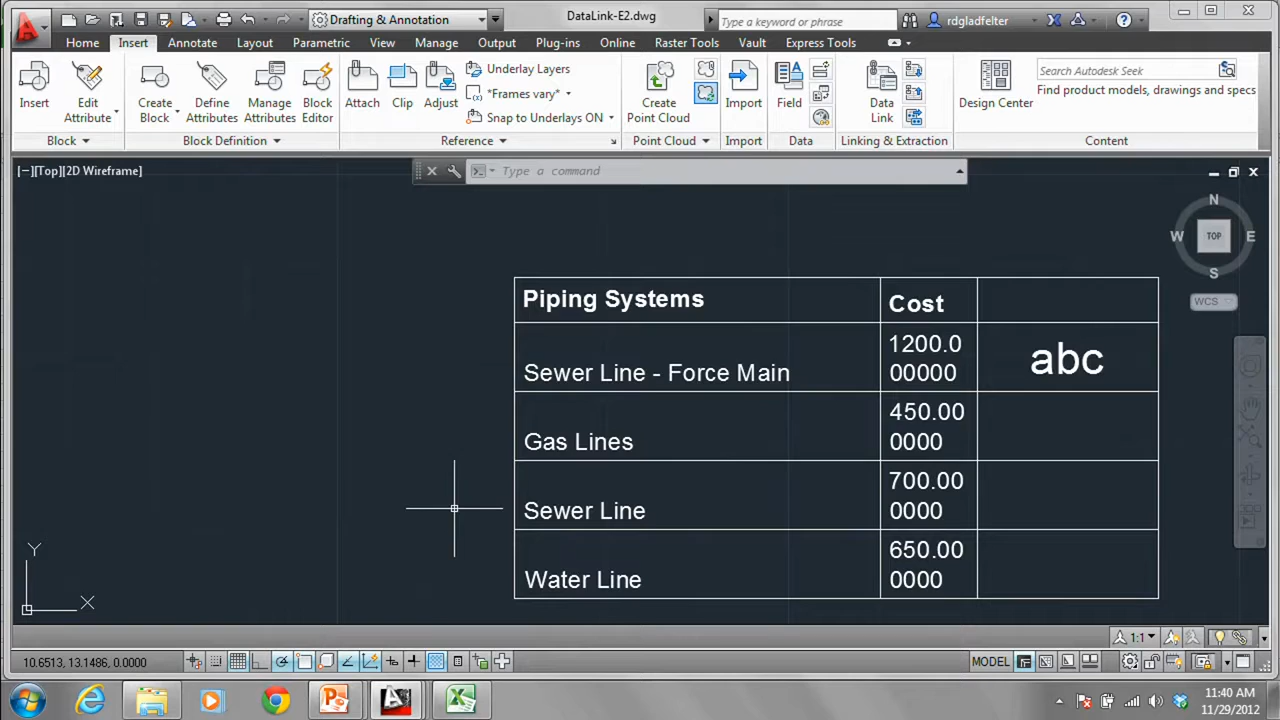 Drafting & Annotation
DataLink-E2.dwg
Type a keyword or phrase
rdgladfelter
Home
Insert
Annotate
Layout
Parametric
View
Manage
Output
Plug-ins
Online
Raster Tools
Vault
Express Tools
Insert
Edit
Attribute
Create
Block
Define
Attributes
Manage
Attributes
Block
Editor
Attach
Clip
Adjust
Underlay Layers
*Frames vary*
Snap to Underlays ON
Create
Point Cloud
Import
Field
Data
Link
Design Center
Search Autodesk Seek
Find product models, drawings and specs
Block
Block Definition
Reference
Point Cloud
Import
Data
Linking & Extraction
Content
[−][Top][2D Wireframe]
Type a command
N
W
TOP
E
S
WCS
Piping Systems
Cost
Sewer Line - Force Main
1200.0
00000
abc
Gas Lines
450.00
0000
Sewer Line
700.00
0000
Water Line
650.00
0000
Y
X
10.6513, 13.1486, 0.0000
1:1
MODEL
11:40 AM
11/29/2012